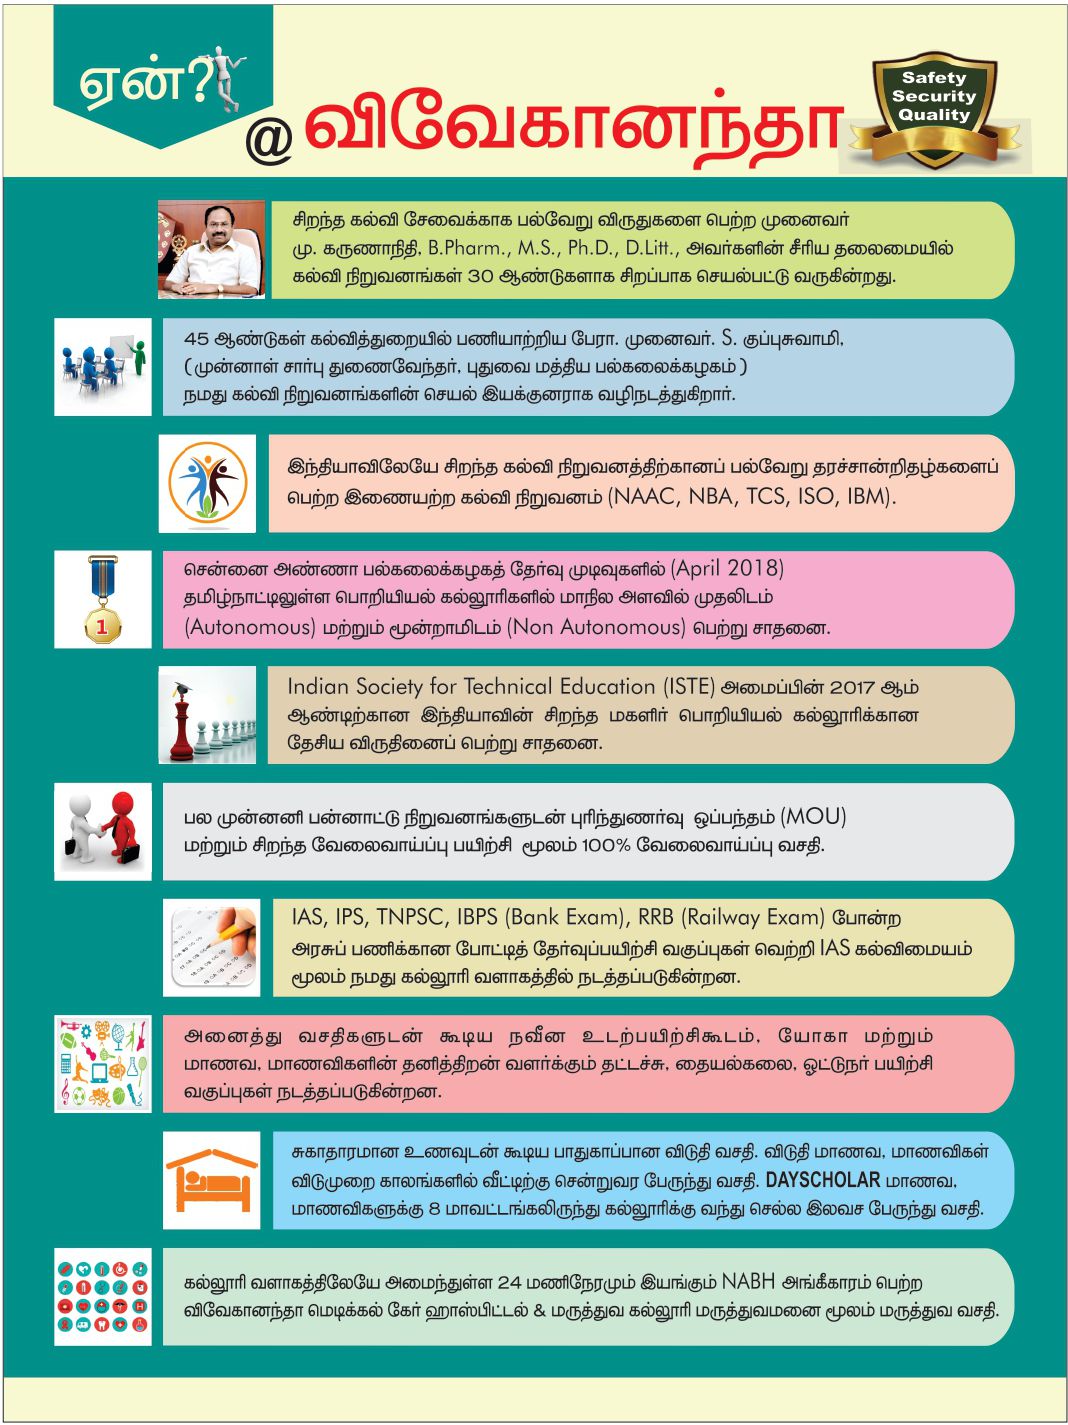 ஏன்?
@ விவேகானந்தா
Safety
Security
Quality
சிறந்த கல்வி சேவைக்காக பல்வேறு விருதுகளை பெற்ற முனைவர்
மு. கருணாநிதி, B.Pharm., M.S., Ph.D., D.Litt., அவர்களின் சீரிய தலைமையில்
கல்வி நிறுவனங்கள் 30 ஆண்டுகளாக சிறப்பாக செயல்பட்டு வருகின்றது.
45 ஆண்டுகள் கல்வித்துறையில் பணியாற்றிய பேரா. முனைவர். S. குப்புசுவாமி,
(முன்னாள் சார்பு துணைவேந்தர், புதுவை மத்திய பல்கலைக்கழகம்)
நமது கல்வி நிறுவனங்களின் செயல் இயக்குனராக வழிநடத்துகிறார்.
இந்தியாவிலேயே சிறந்த கல்வி நிறுவனத்திற்கானப் பல்வேறு தரச்சான்றிதழ்களைப்
பெற்ற இணையற்ற கல்வி நிறுவனம் (NAAC, NBA, TCS, ISO, IBM).
சென்னை அண்ணா பல்கலைக்கழகத் தேர்வு முடிவுகளில் (April 2018)
தமிழ்நாட்டிலுள்ள பொறியியல் கல்லூரிகளில் மாநில அளவில் முதலிடம்
(Autonomous) மற்றும் மூன்றாமிடம் (Non Autonomous) பெற்று சாதனை.
1
Indian Society for Technical Education (ISTE) அமைப்பின் 2017 ஆம்
ஆண்டிற்கான இந்தியாவின் சிறந்த மகளிர் பொறியியல் கல்லூரிக்கான
தேசிய விருதினைப் பெற்று சாதனை.
பல முன்னனி பன்னாட்டு நிறுவனங்களுடன் புரிந்துணர்வு ஒப்பந்தம் (MOU)
மற்றும் சிறந்த வேலைவாய்ப்பு பயிற்சி மூலம் 100% வேலைவாய்ப்பு வசதி.
IAS, IPS, TNPSC, IBPS (Bank Exam), RRB (Railway Exam) போன்ற
அரசுப் பணிக்கான போட்டித் தேர்வுப்பயிற்சி வகுப்புகள் வெற்றி IAS கல்விமையம்
மூலம் நமது கல்லூரி வளாகத்தில் நடத்தப்படுகின்றன.
அனைத்து வசதிகளுடன் கூடிய நவீன உடற்பயிற்சிகூடம், யோகா மற்றும்
மாணவ, மாணவிகளின் தனித்திறன் வளர்க்கும் தட்டச்சு, தையல்கலை, ஓட்டுநர் பயிற்சி
வகுப்புகள் நடத்தப்படுகின்றன.
சுகாதாரமான உணவுடன் கூடிய பாதுகாப்பான விடுதி வசதி. விடுதி மாணவ, மாணவிகள்
விடுமுறை காலங்களில் வீட்டிற்கு சென்றுவர பேருந்து வசதி. DAYSCHOLAR மாணவ,
மாணவிகளுக்கு 8 மாவட்டங்கலிருந்து கல்லூரிக்கு வந்து செல்ல இலவச பேருந்து வசதி.
கல்லூரி வளாகத்திலேயே அமைந்துள்ள 24 மணிநேரமும் இயங்கும் NABH அங்கீகாரம் பெற்ற
விவேகானந்தா மெடிக்கல் கேர் ஹாஸ்பிட்டல் & மருத்துவ கல்லூரி மருத்துவமனை மூலம் மருத்துவ வசதி.